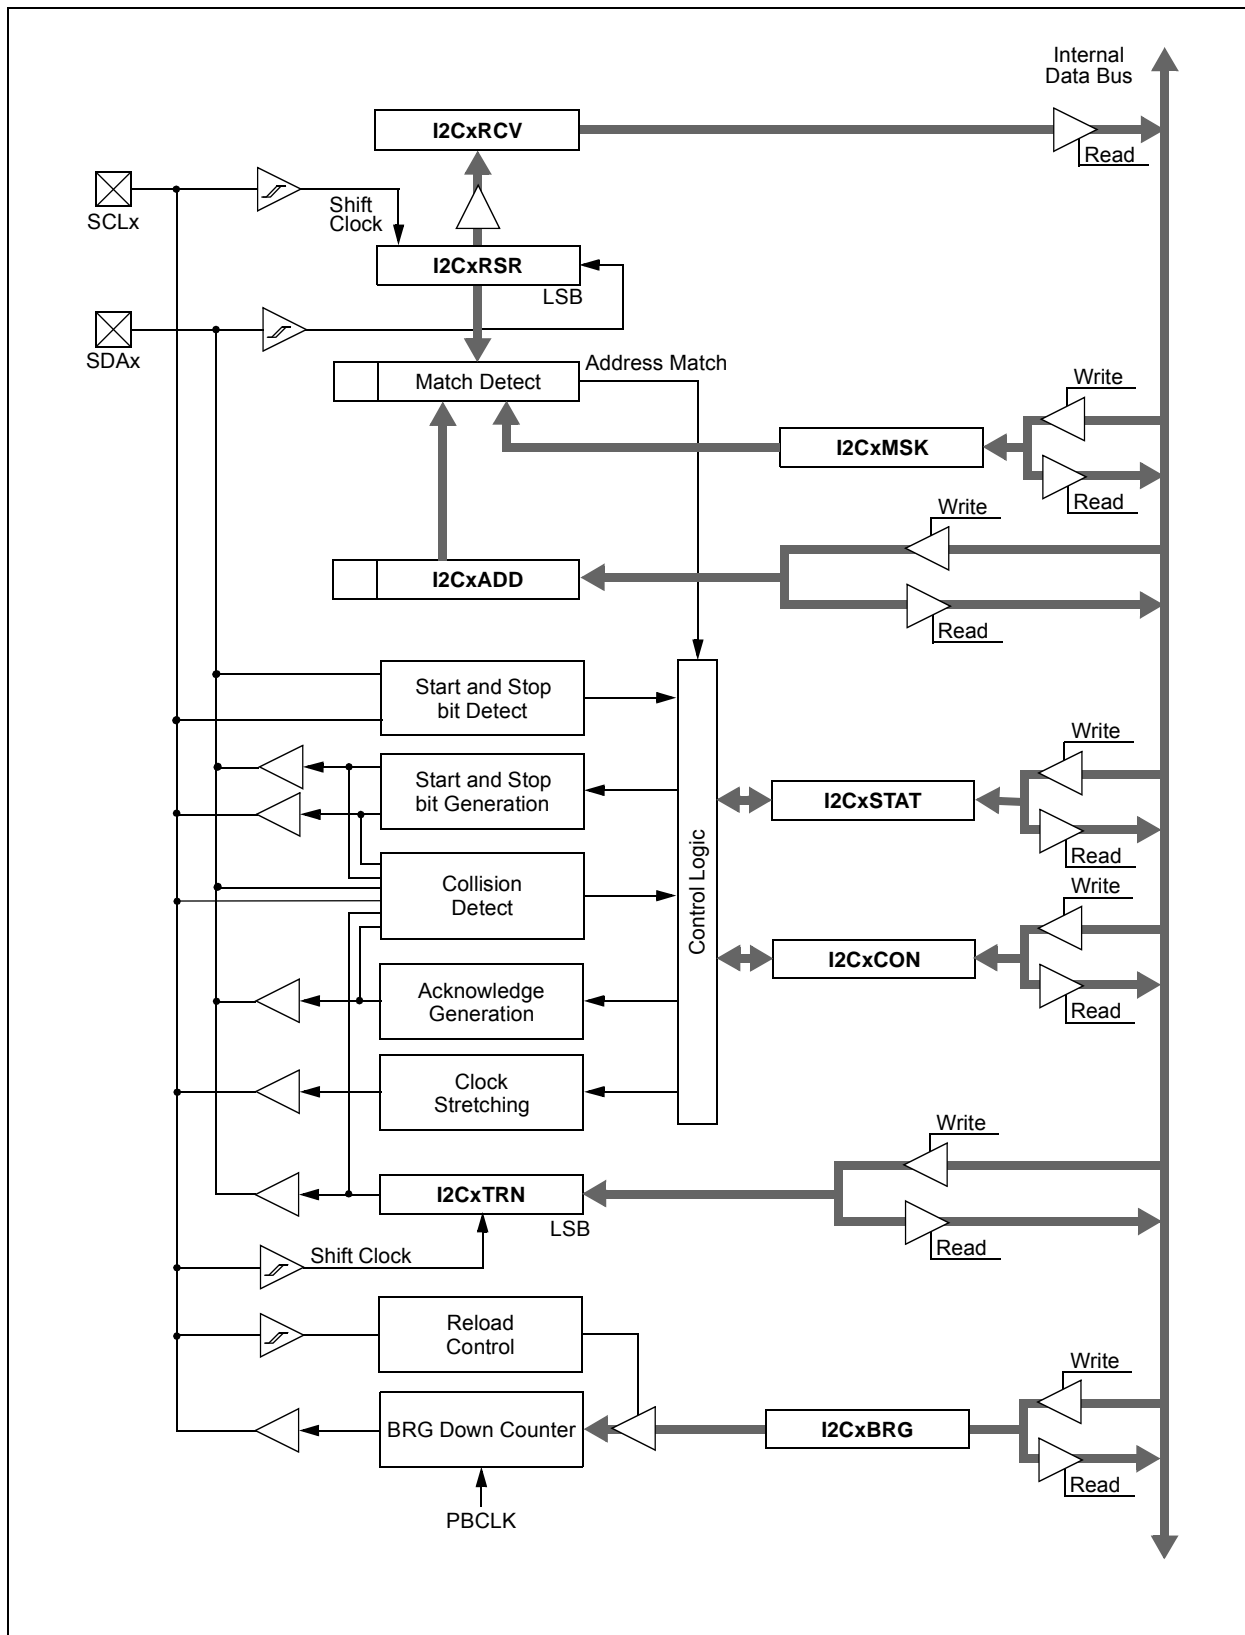 Internal
Data Bus
I2CxRCV
Read
SCLx
Shift
Clock
I2CxRSR
LSB
SDAx
Address Match
Match Detect
Write
I2CxMSK
Read
Write
I2CxADD
Read
Start and Stop
bit Detect
Write
Start and Stop
bit Generation
I2CxSTAT
Control Logic
Read
Collision
Detect
Write
I2CxCON
Acknowledge
Generation
Read
Clock
Stretching
Write
I2CxTRN
LSB
Read
Shift Clock
Reload
Control
Write
BRG Down Counter
I2CxBRG
Read
PBCLK